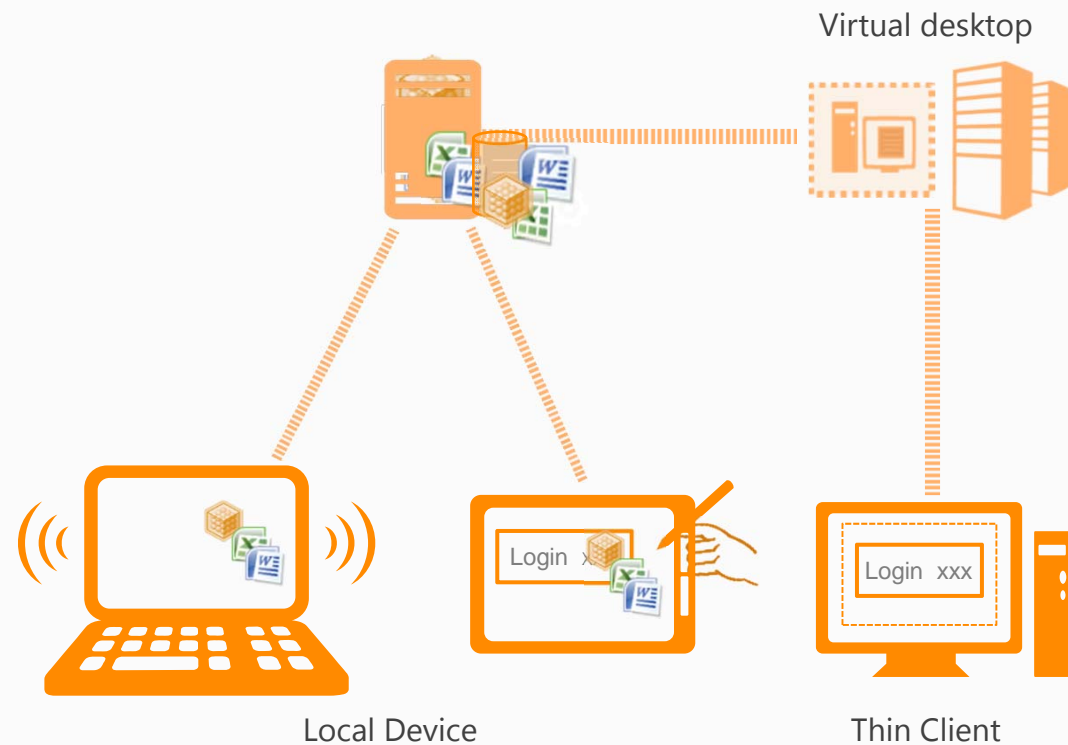 Virtual desktop
Login x
Login xxx
Local Device
Thin Client